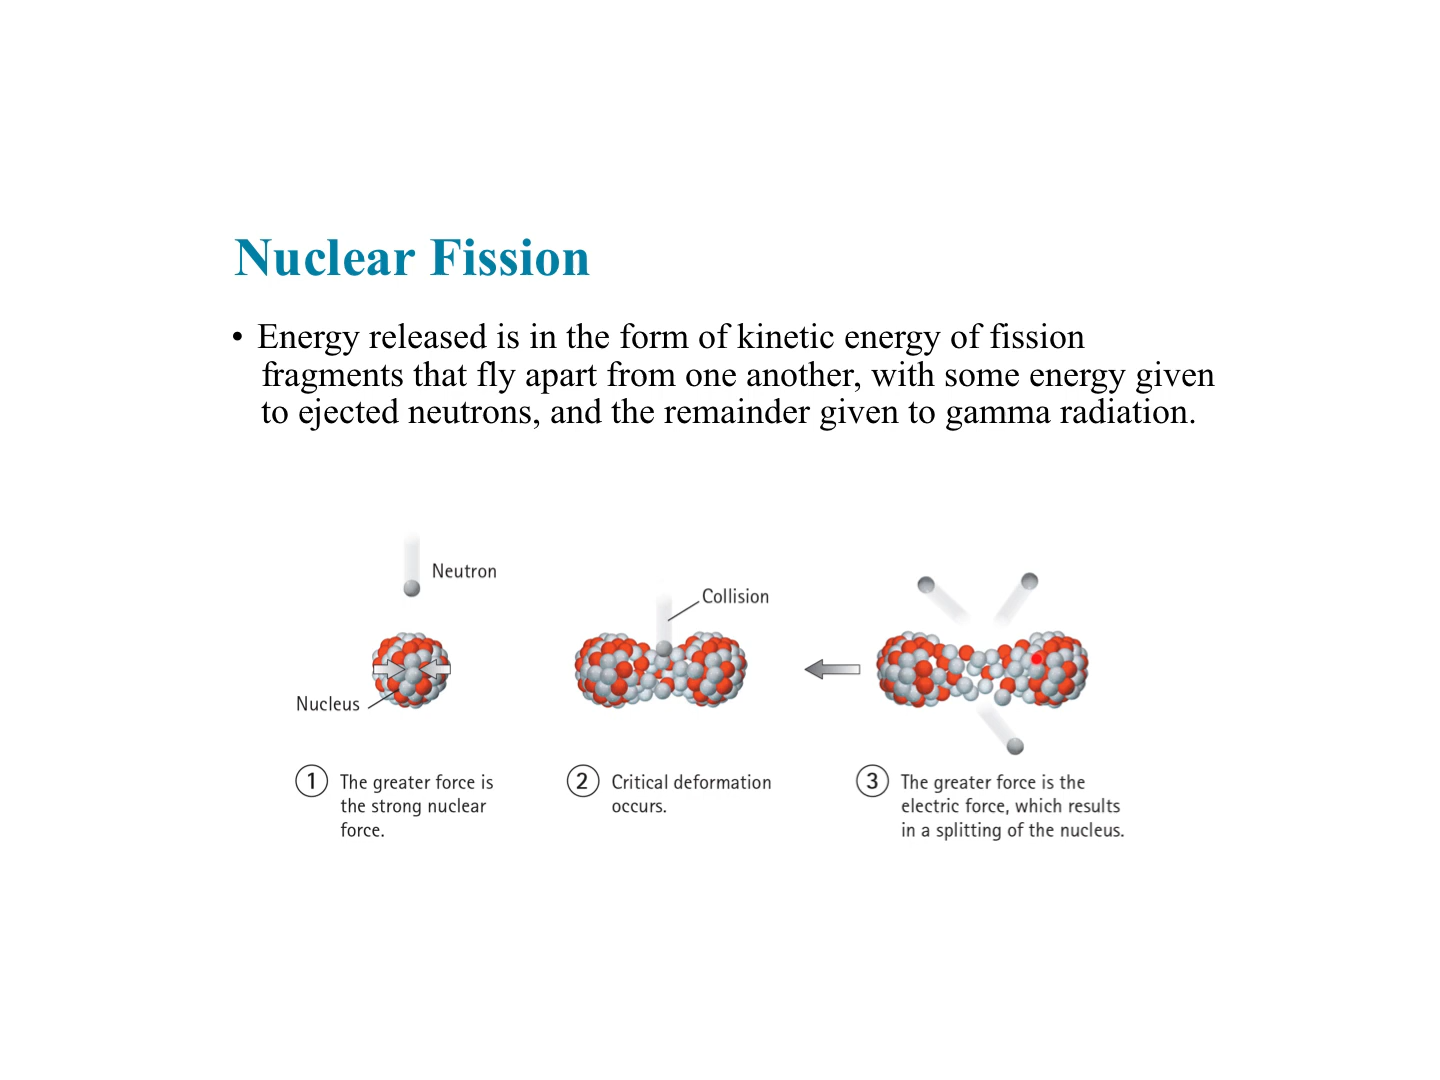 Nuclear Fission
• Energy released is in the form of kinetic energy of fission
fragments that fly apart from one another, with some energy given
to ejected neutrons, and the remainder given to gamma radiation.
Neutron
Collision
Nucleus
1 The greater force is
the strong nuclear
force.
2 Critical deformation
occurs.
3 The greater force is the
electric force, which results
in a splitting of the nucleus.